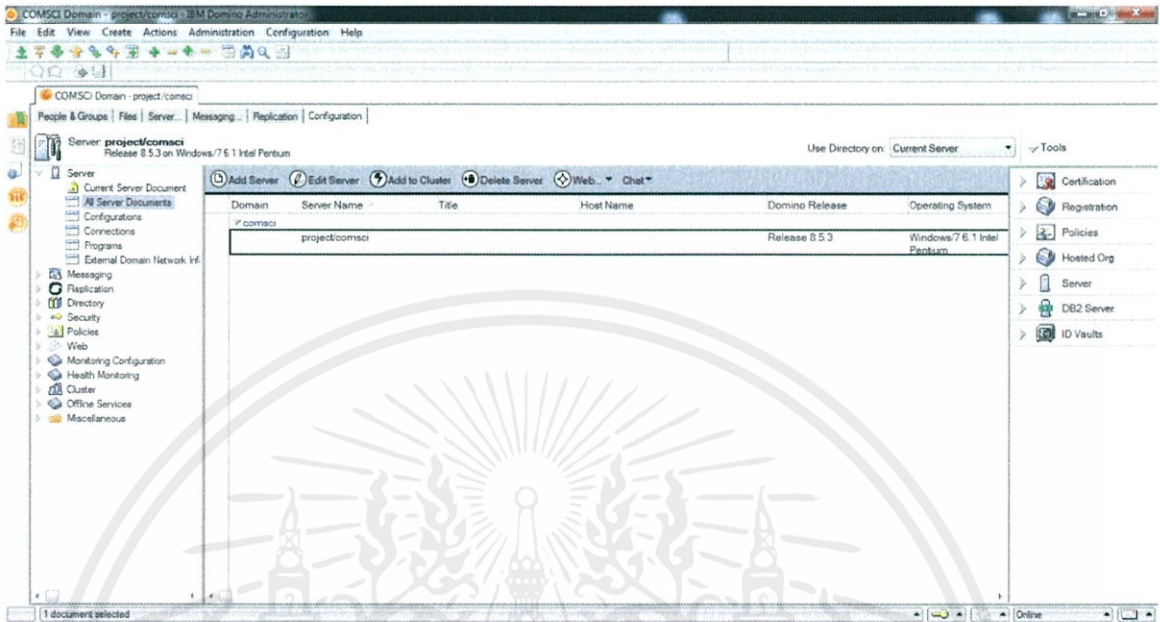 COMSCI Domain - project/comsci - IBM Domino Administrator
File Edit View Create Actions Administration Configuration Help
COMSCI Domain - project/comsci
People & Groups Files Server... Messaging... Replication Configuration
Server: project/comsci
Release 8.5.3 on Windows/7 6.1 Intel Pentium
Use Directory on: Current Server
Tools
Server
Current Server Document
All Server Documents
Configurations
Connections
Programs
External Domain Network Inf
Messaging
Replication
Directory
Security
Policies
Web
Monitoring Configuration
Health Monitoring
Cluster
Offline Services
Miscellaneous
Add Server Edit Server Add to Cluster Delete Server Web... Chat
Domain Server Name Title Host Name Domino Release Operating System
comsci
project/comsci Release 8.5.3 Windows/7 6.1 Intel
Pentium
Certification
Registration
Policies
Hosted Org
Server
DB2 Server
ID Vaults
1 document selected
Online